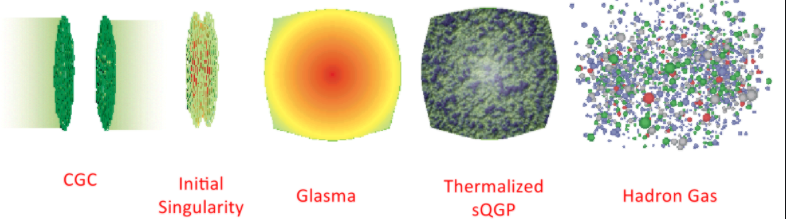 CGC
Initial
Singularity
Glasma
Thermalized
sQGP
Hadron Gas